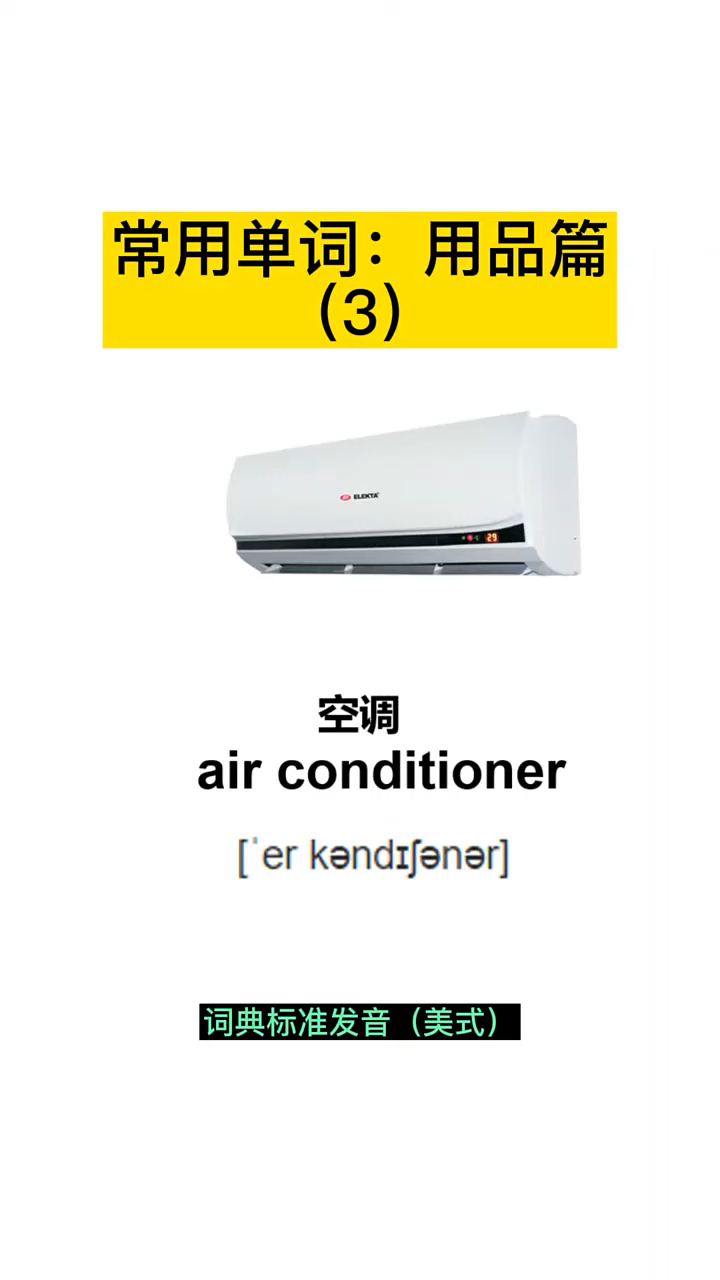 常用单词：用品篇
（3）
ELEKTA
29
空调
air conditioner
[ˈer kəndɪʃənər]
词典标准发音（美式）